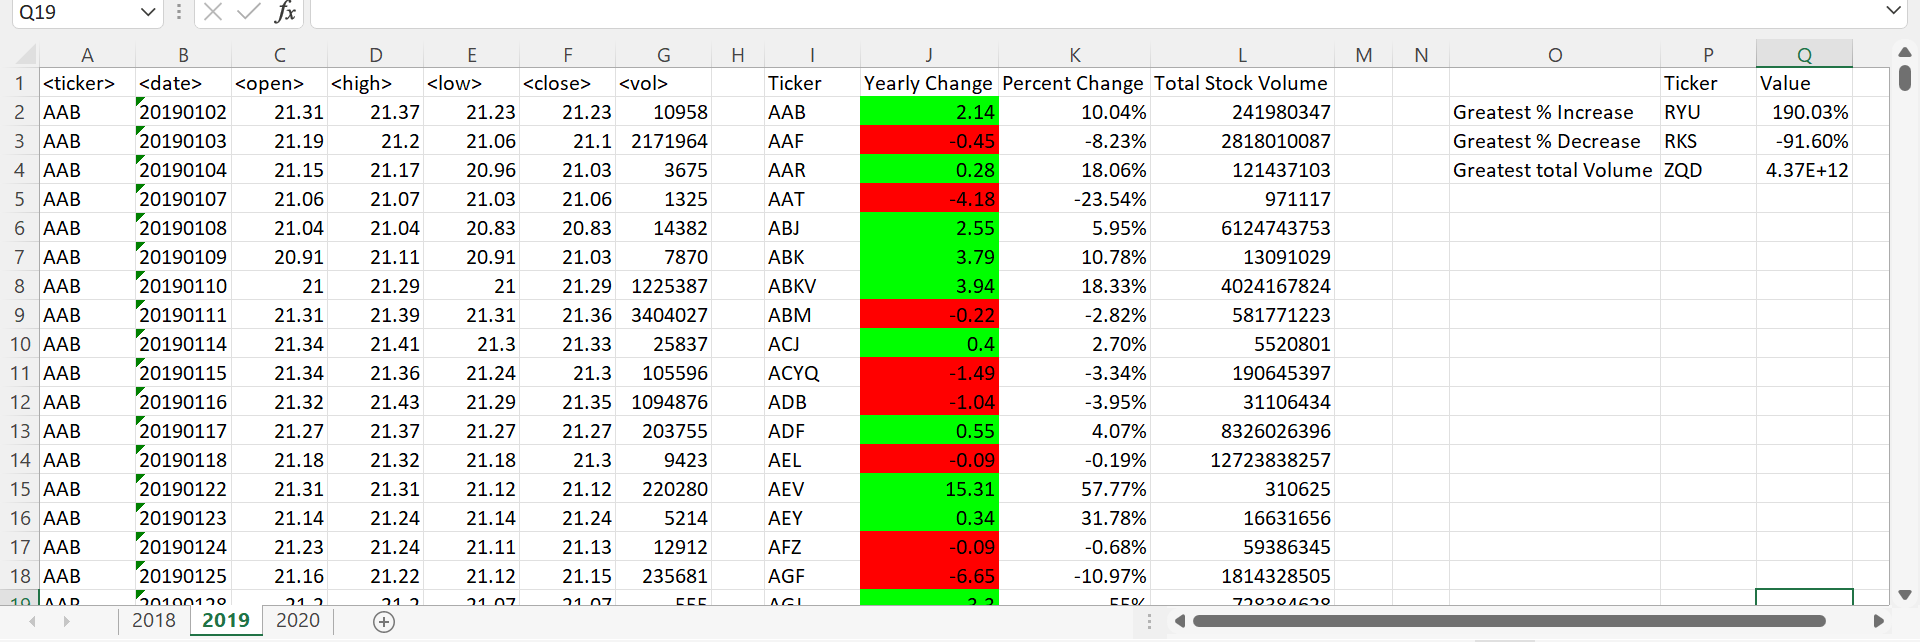 Q19 fx
A B C D E F G H I J K L M N O P Q
1 <ticker> <date> <open> <high> <low> <close> <vol> Ticker Yearly Change Percent Change Total Stock Volume Ticker Value
2 AAB 20190102 21.31 21.37 21.23 21.23 10958 AAB 2.14 10.04% 241980347 Greatest % Increase RYU 190.03%
3 AAB 20190103 21.19 21.2 21.06 21.1 2171964 AAF -0.45 -8.23% 2818010087 Greatest % Decrease RKS -91.60%
4 AAB 20190104 21.15 21.17 20.96 21.03 3675 AAR 0.28 18.06% 121437103 Greatest total Volume ZQD 4.37E+12
5 AAB 20190107 21.06 21.07 21.03 21.06 1325 AAT -4.18 -23.54% 971117
6 AAB 20190108 21.04 21.04 20.83 20.83 14382 ABJ 2.55 5.95% 6124743753
7 AAB 20190109 20.91 21.11 20.91 21.03 7870 ABK 3.79 10.78% 13091029
8 AAB 20190110 21 21.29 21 21.29 1225387 ABKV 3.94 18.33% 4024167824
9 AAB 20190111 21.31 21.39 21.31 21.36 3404027 ABM -0.22 -2.82% 581771223
10 AAB 20190114 21.34 21.41 21.3 21.33 25837 ACJ 0.4 2.70% 5520801
11 AAB 20190115 21.34 21.36 21.24 21.3 105596 ACYQ -1.49 -3.34% 190645397
12 AAB 20190116 21.32 21.43 21.29 21.35 1094876 ADB -1.04 -3.95% 31106434
13 AAB 20190117 21.27 21.37 21.27 21.27 203755 ADF 0.55 4.07% 8326026396
14 AAB 20190118 21.18 21.32 21.18 21.3 9423 AEL -0.09 -0.19% 12723838257
15 AAB 20190122 21.31 21.31 21.12 21.12 220280 AEV 15.31 57.77% 310625
16 AAB 20190123 21.14 21.24 21.14 21.24 5214 AEY 0.34 31.78% 16631656
17 AAB 20190124 21.23 21.24 21.11 21.13 12912 AFZ -0.09 -0.68% 59386345
18 AAB 20190125 21.16 21.22 21.12 21.15 235681 AGF -6.65 -10.97% 1814328505
19 AAB 20190128 21.2 21.2 21.07 21.07
2018 2019 2020